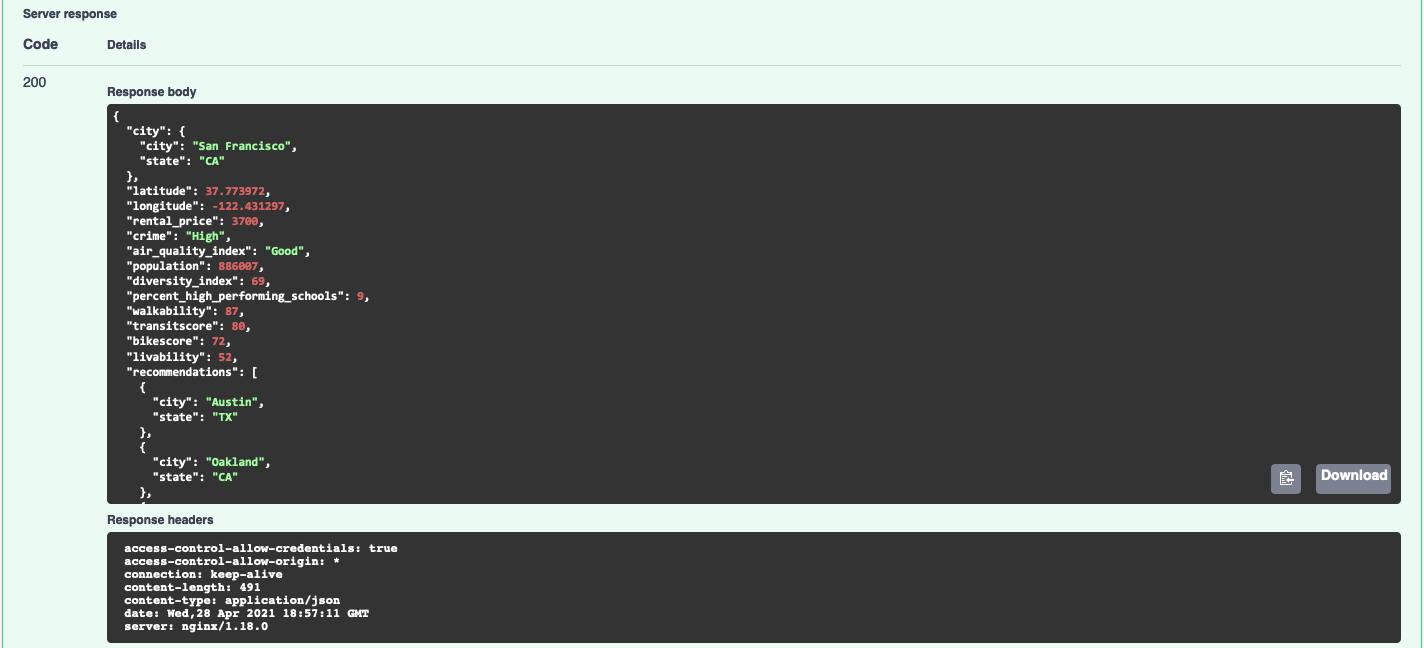 Server response
Code Details
200
Response body
{
  "city": {
    "city": "San Francisco",
    "state": "CA"
  },
  "latitude": 37.773972,
  "longitude": -122.431297,
  "rental_price": 3700,
  "crime": "High",
  "air_quality_index": "Good",
  "population": 886007,
  "diversity_index": 69,
  "percent_high_performing_schools": 9,
  "walkability": 87,
  "transitscore": 80,
  "bikescore": 72,
  "livability": 52,
  "recommendations": [
    {
      "city": "Austin",
      "state": "TX"
    },
    {
      "city": "Oakland",
      "state": "CA"
    },
Download
Response headers
access-control-allow-credentials: true
access-control-allow-origin: *
connection: keep-alive
content-length: 491
content-type: application/json
date: Wed,28 Apr 2021 18:57:11 GMT
server: nginx/1.18.0